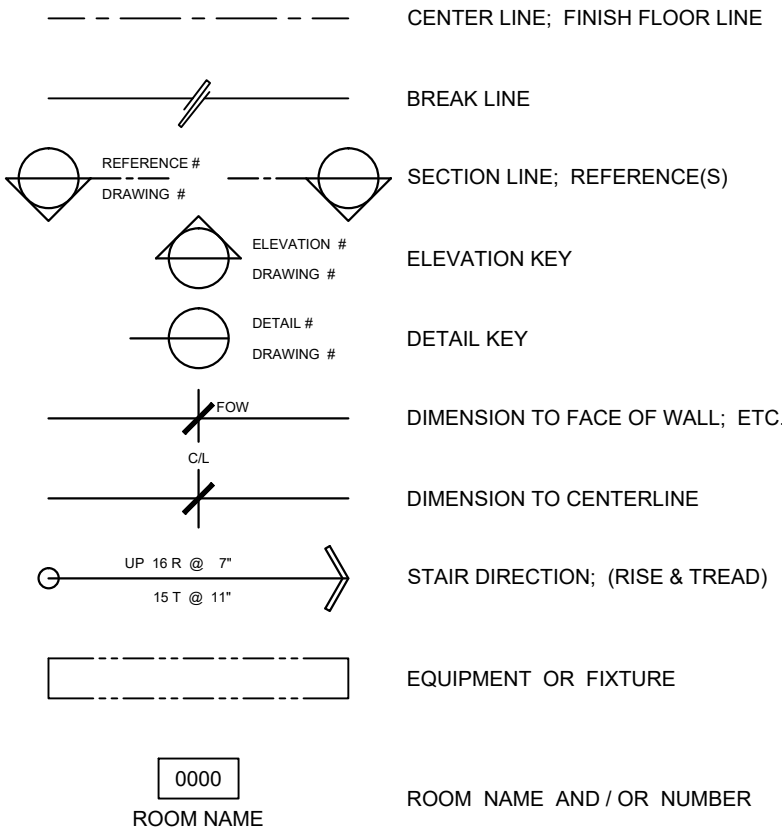 CENTER LINE; FINISH FLOOR LINE
BREAK LINE
REFERENCE #
DRAWING #
SECTION LINE; REFERENCE(S)
ELEVATION #
DRAWING #
ELEVATION KEY
DETAIL #
DRAWING #
DETAIL KEY
FOW
DIMENSION TO FACE OF WALL; ETC.
C/L
DIMENSION TO CENTERLINE
UP 16 R @ 7"
15 T @ 11"
STAIR DIRECTION; (RISE & TREAD)
EQUIPMENT OR FIXTURE
0000
ROOM NAME
ROOM NAME AND / OR NUMBER